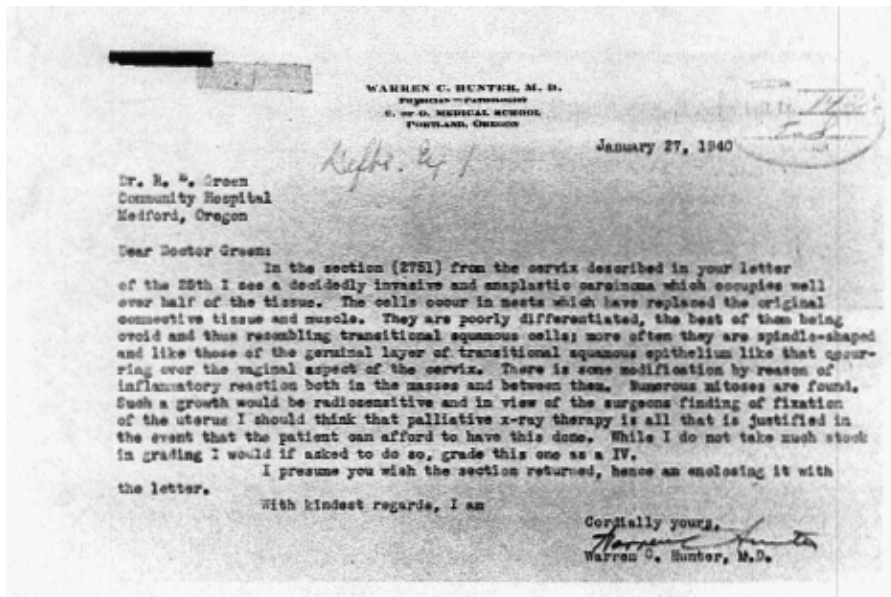 WARREN C. HUNTER, M. D.
PHYSICIAN — PATHOLOGIST
U. OF O. MEDICAL SCHOOL
PORTLAND, OREGON
January 27, 1940
Deft's. Ex 1
Dr. R. Green
Community Hospital
Medford, Oregon
Dear Doctor Green:
In the section (2751) from the cervix described in your letter
of the 25th I see a decidedly invasive and anaplastic carcinoma which occupies well
over half of the tissue. The cells occur in nests which have replaced the original
connective tissue and muscle. They are poorly differentiated, the best of them being
ovoid and thus resembling transitional squamous cells; more often they are spindle-shaped
and like those of the germinal layer of transitional squamous epithelium like that occur-
ring over the vaginal aspect of the cervix. There is some modification by reason of
inflammatory reaction both in the masses and between them. Numerous mitoses are found.
Such a growth would be radiosensitive and in view of the surgeons finding of fixation
of the uterus I should think that palliative x-ray therapy is all that is justified in
the event that the patient can afford to have this done. While I do not take much stock
in grading I would if asked to do so, grade this one as a IV.
I presume you wish the section returned, hence am enclosing it with
the letter.
With kindest regards, I am
Cordially yours,
Warren C Hunter
Warren C. Hunter, M.D.